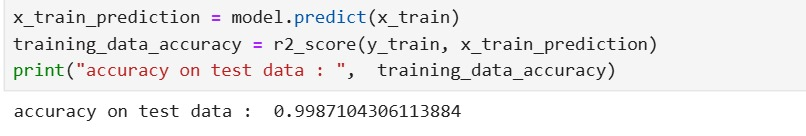 x_train_prediction = model.predict(x_train)
training_data_accuracy = r2_score(y_train, x_train_prediction)
print("accuracy on test data : ",  training_data_accuracy)
accuracy on test data :  0.9987104306113884